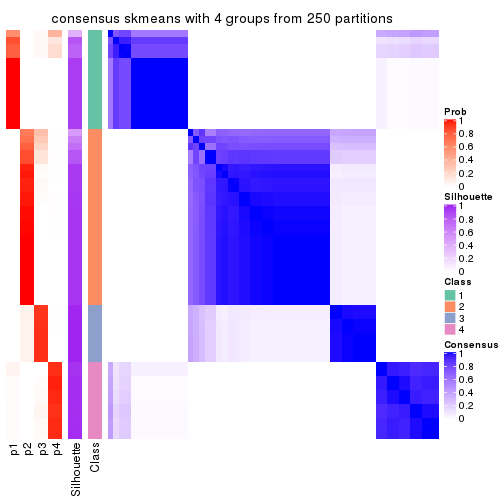 consensus skmeans with 4 groups from 250 partitions
Prob
1
0.8
0.6
0.4
0.2
0
Silhouette
1
0.8
0.6
0.4
0.2
0
Class
1
2
3
4
Consensus
1
0.8
0.6
0.4
0.2
0
p1
p2
p3
p4
Silhouette
Class